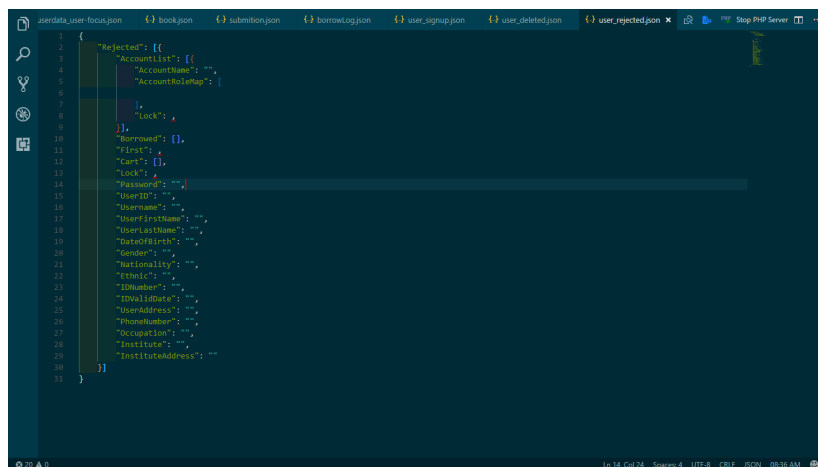 userdata_user-focus.json {-} book.json {-} submition.json {-} borrowLog.json {-} user_signup.json {-} user_deleted.json {-} user_rejected.json × Stop PHP Server
1 {
2 "Rejected": [{
3 "AccountList": [{
4 "AccountName": "",
5 "AccountRoleMap": [
6
7 ],
8 "Lock": ,
9 }],
10 "Borrowed": [],
11 "First": ,
12 "Cart": [],
13 "Lock": ,
14 "Password": "",
15 "UserID": "",
16 "Username": "",
17 "UserFirstName": "",
18 "UserLastName": "",
19 "DateOfBirth": "",
20 "Gender": "",
21 "Nationality": "",
22 "Ethnic": "",
23 "IDNumber": "",
24 "IDValidDate": "",
25 "UserAddress": "",
26 "PhoneNumber": "",
27 "Occupation": "",
28 "Institute": "",
29 "InstituteAddress": ""
30 }]
31 }
20 0 Ln 14, Col 24 Spaces: 4 UTF-8 CRLF JSON 08:36 AM